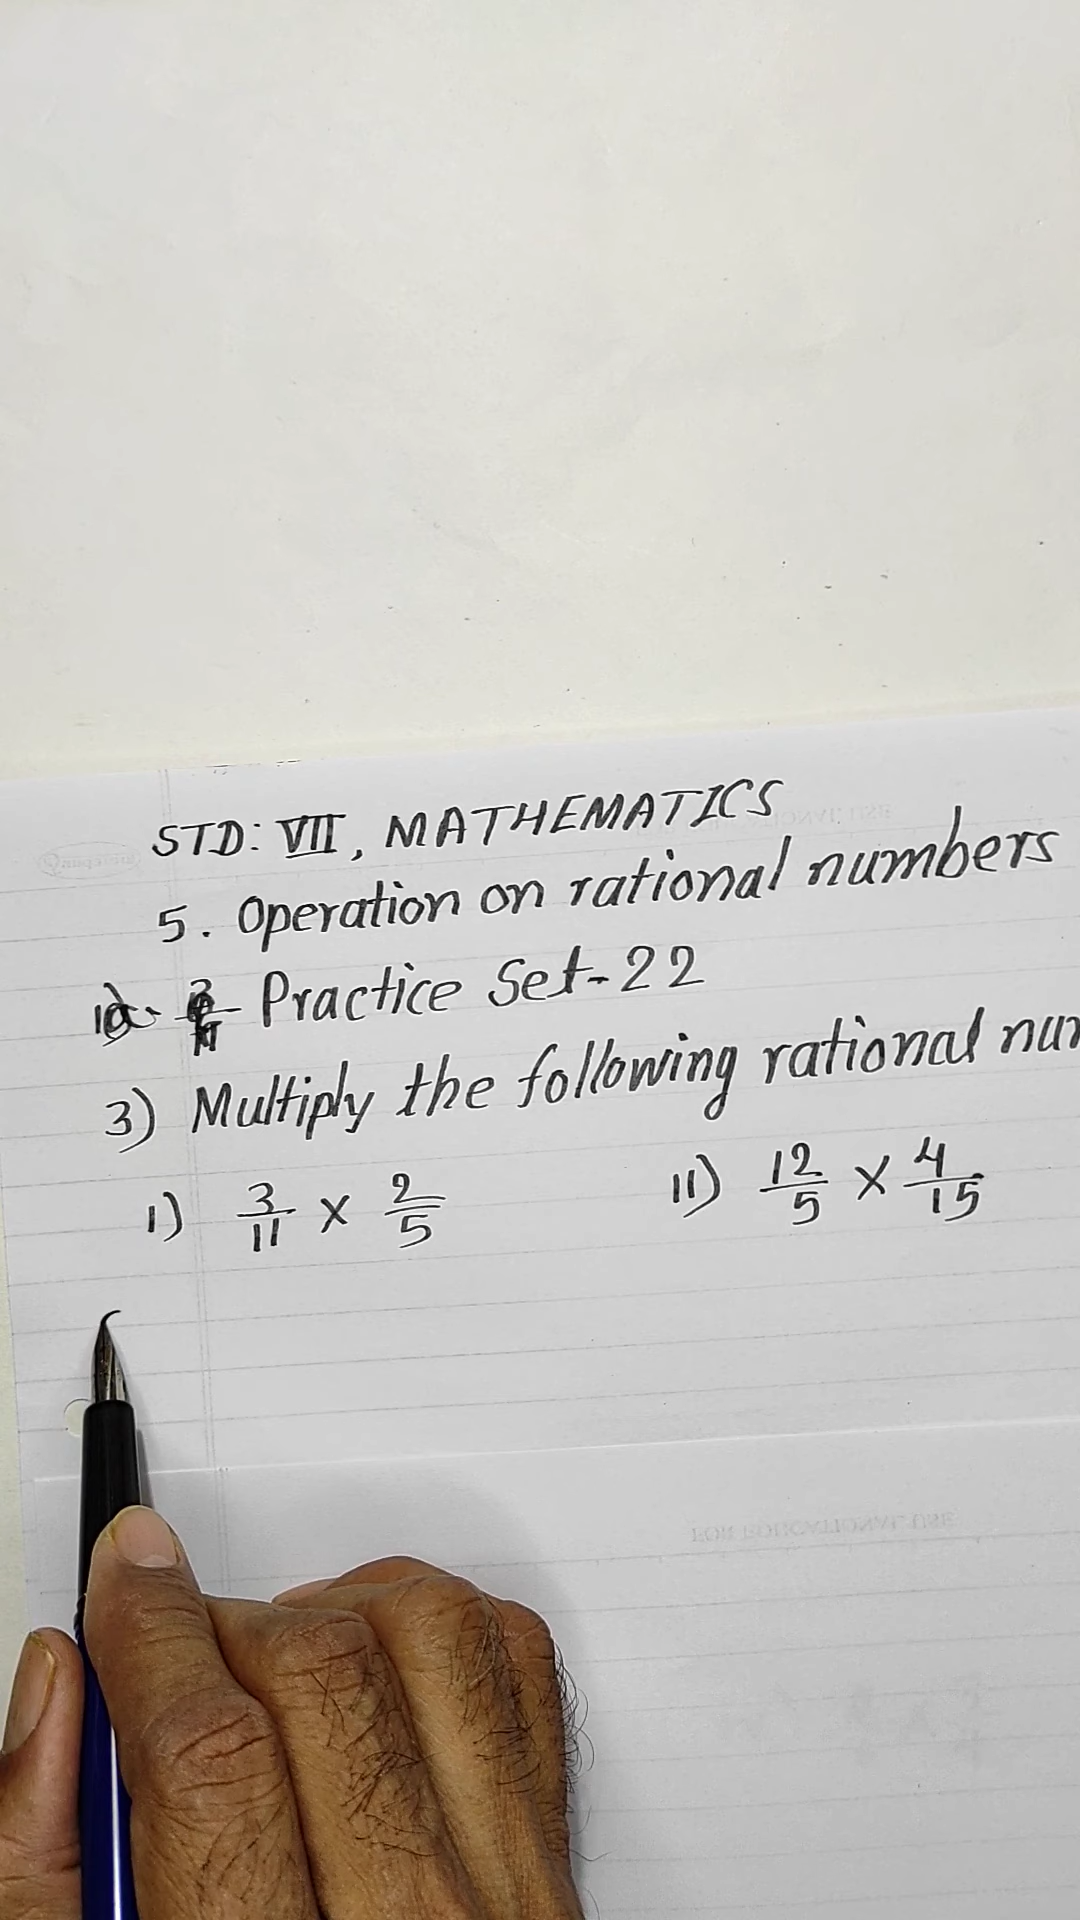 STD: VII, MATHEMATICS
5. Operation on rational numbers
Practice Set-22
3) Multiply the following rational
I) 3/11 × 2/5 II) 12/5 × 4/15